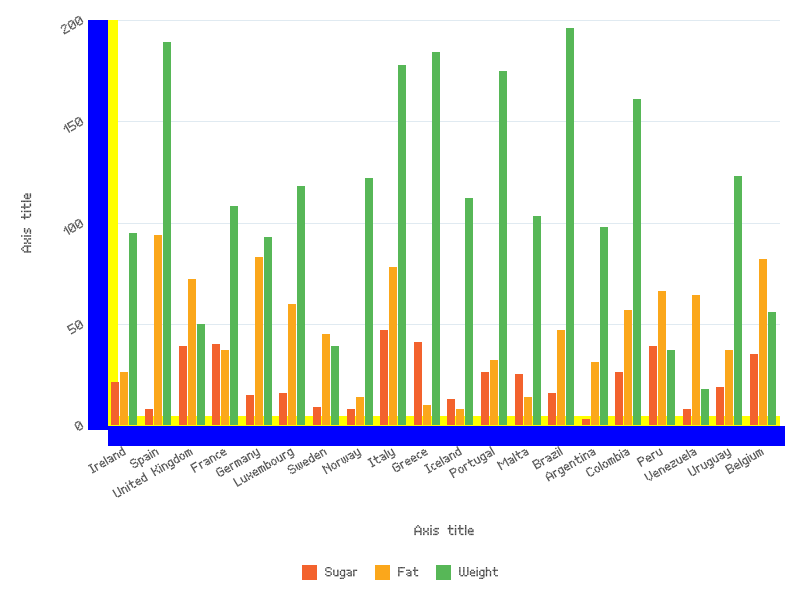 200
150
100
50
0
Axis title
Ireland
Spain
United Kingdom
France
Germany
Luxembourg
Sweden
Norway
Italy
Greece
Iceland
Portugal
Malta
Brazil
Argentina
Colombia
Peru
Venezuela
Uruguay
Belgium
Axis title
Sugar Fat Weight